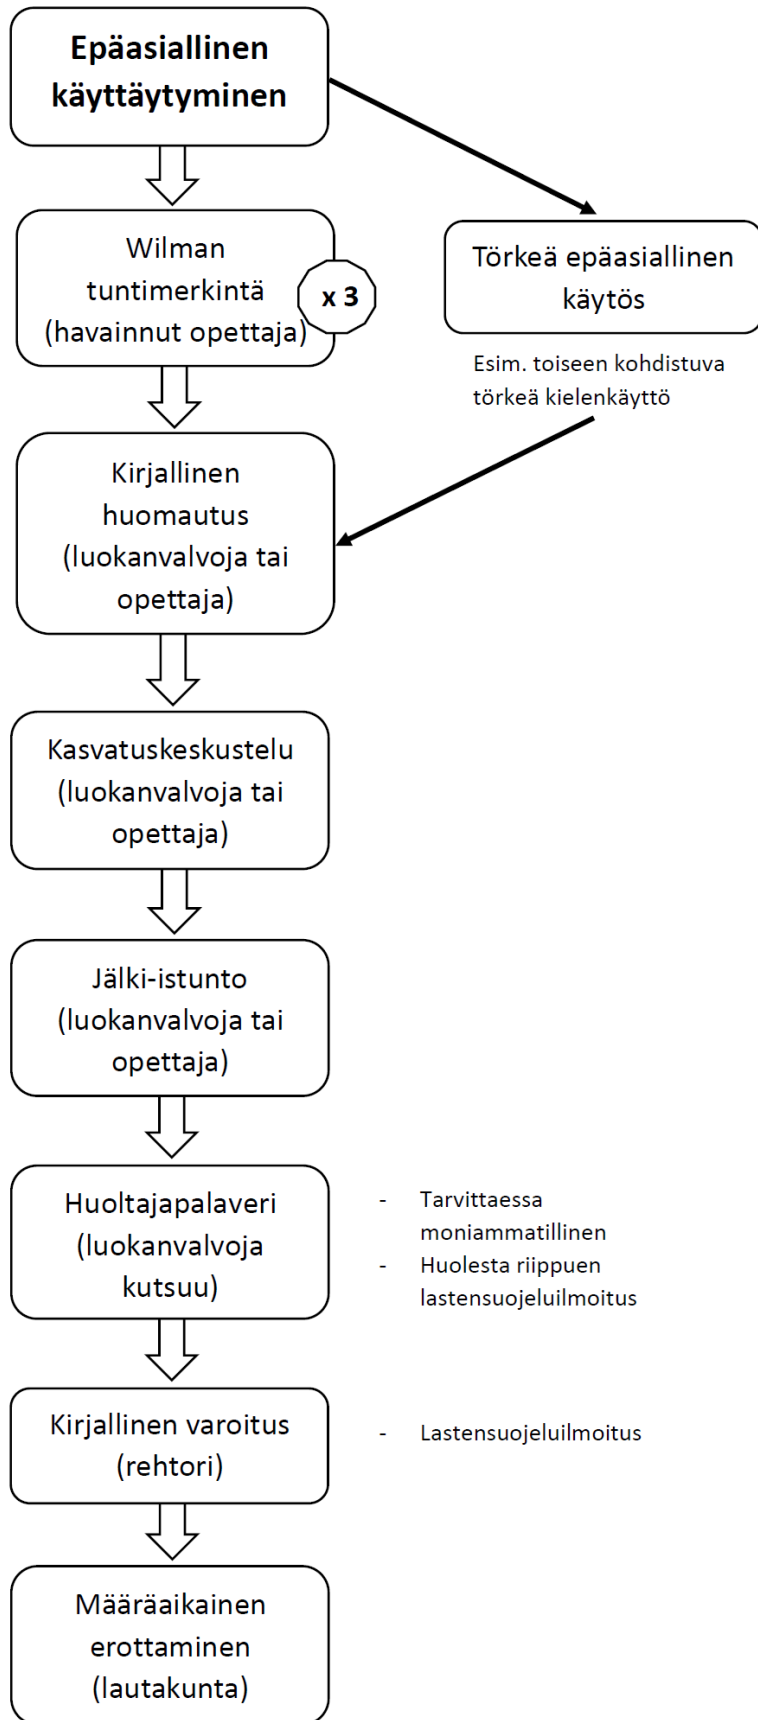 Epäasiallinen
käyttäytyminen
Wilman
tuntimerkintä
(havainnut opettaja)
x 3
Törkeä epäasiallinen
käytös
Esim. toiseen kohdistuva
törkeä kielenkäyttö
Kirjallinen
huomautus
(luokanvalvoja tai
opettaja)
Kasvatuskeskustelu
(luokanvalvoja tai
opettaja)
Jälki-istunto
(luokanvalvoja tai
opettaja)
Huoltajapalaveri
(luokanvalvoja
kutsuu)
- Tarvittaessa
moniammatillinen
- Huolesta riippuen
lastensuojeluilmoitus
Kirjallinen varoitus
(rehtori)
- Lastensuojeluilmoitus
Määräaikainen
erottaminen
(lautakunta)